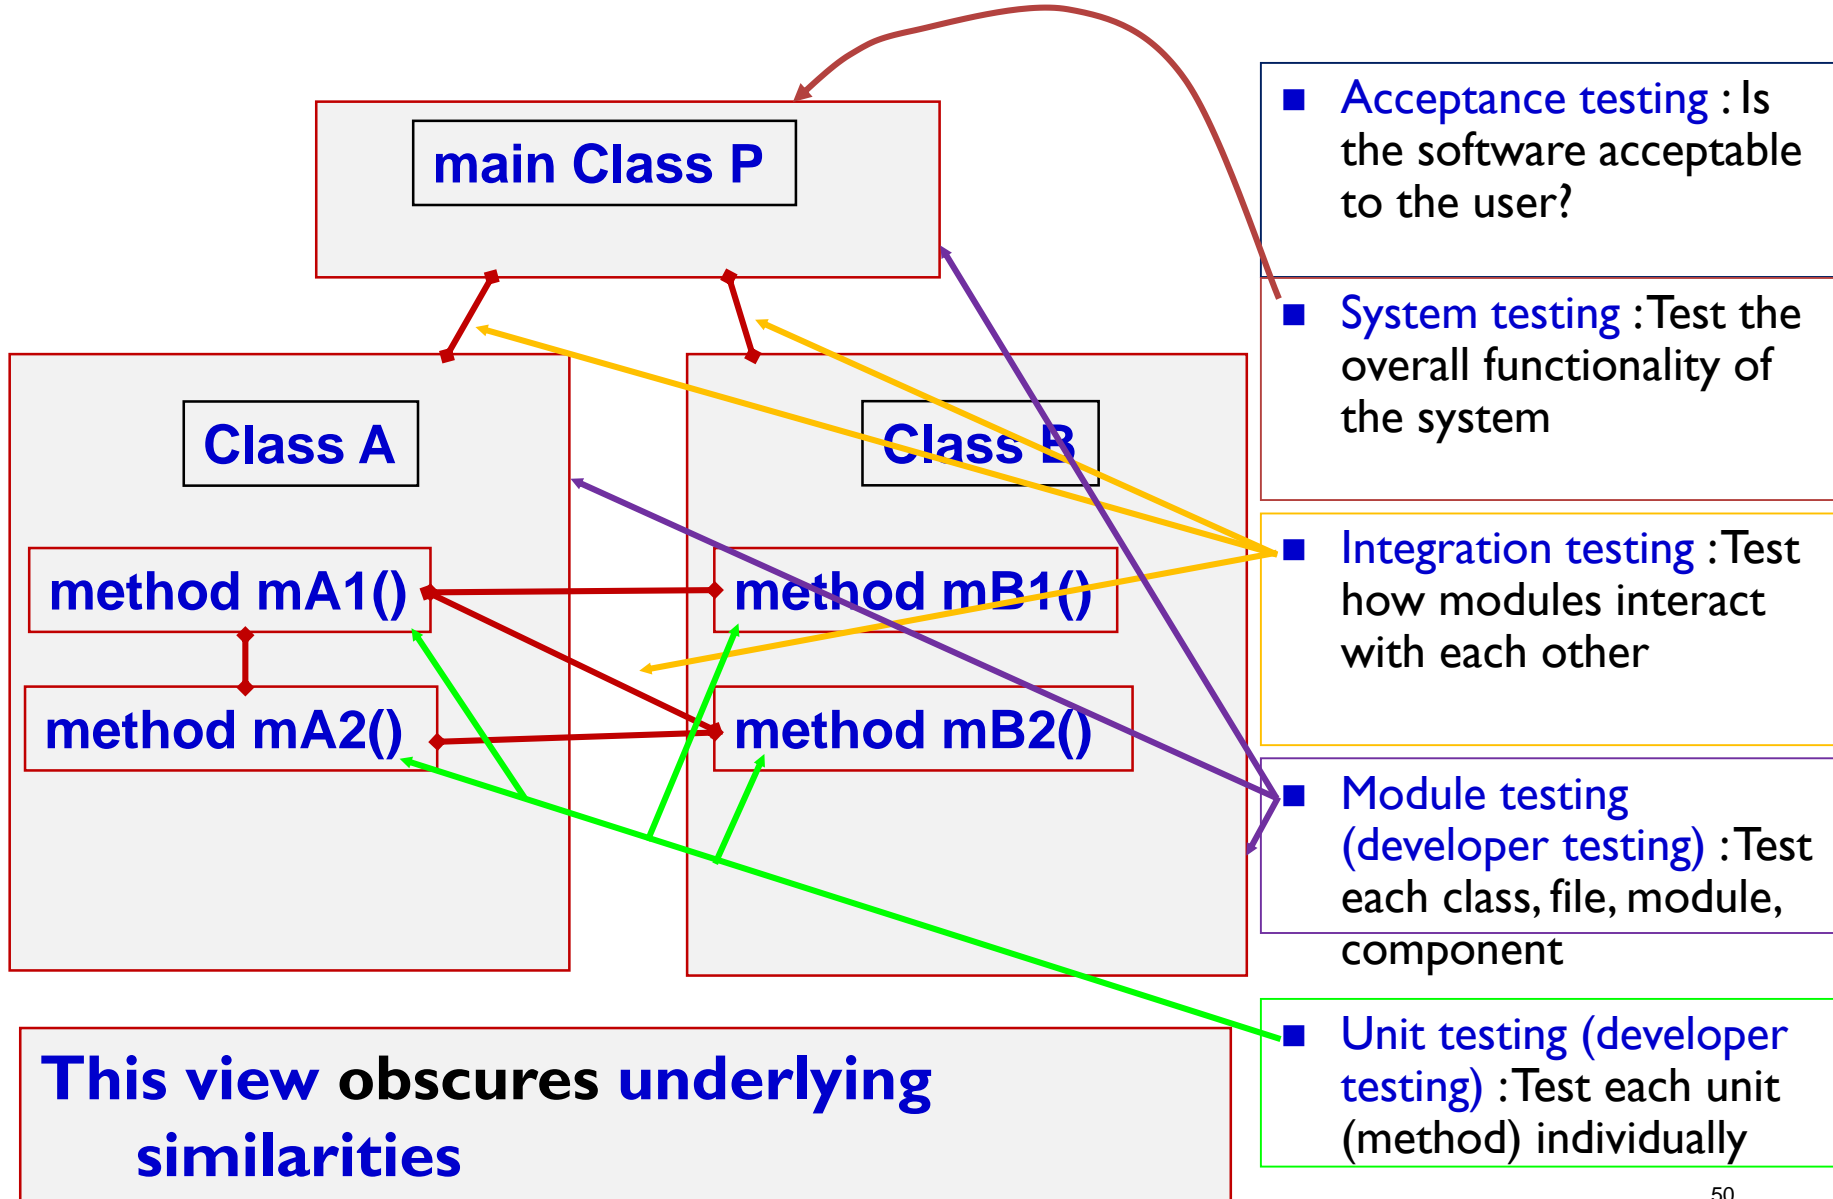 main Class P
Class A
Class B
method mA1()
method mB1()
method mA2()
method mB2()
This view obscures underlying
similarities
Acceptance testing : Is
the software acceptable
to the user?
System testing : Test the
overall functionality of
the system
Integration testing : Test
how modules interact
with each other
Module testing
(developer testing) : Test
each class, file, module,
component
Unit testing (developer
testing) : Test each unit
(method) individually
50